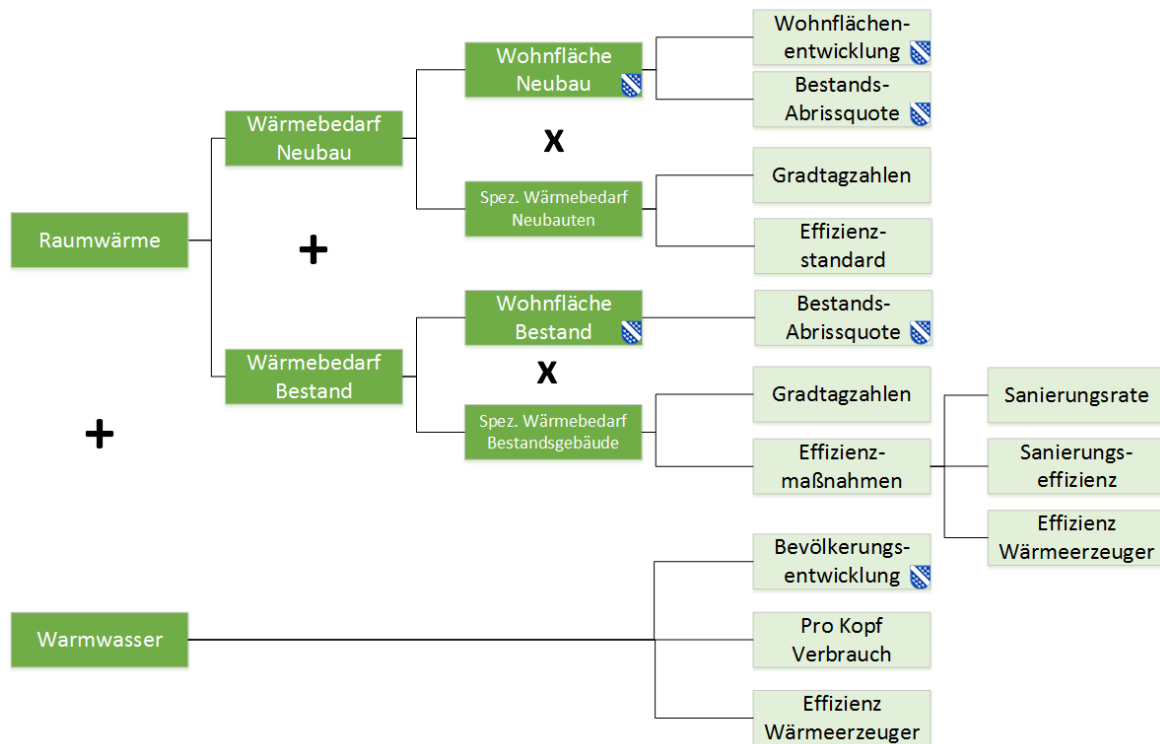 Raumwärme
+
Warmwasser
Wärmebedarf
Neubau
+
Wärmebedarf
Bestand
Wohnfläche
Neubau
x
Spez. Wärmebedarf
Neubauten
Wohnfläche
Bestand
x
Spez. Wärmebedarf
Bestandsgebäude
Wohnflächen-
entwicklung
Bestands-
Abrissquote
Gradtagzahlen
Effizienz-
standard
Bestands-
Abrissquote
Gradtagzahlen
Effizienz-
maßnahmen
Sanierungsrate
Sanierungs-
effizienz
Effizienz
Wärmeerzeuger
Bevölkerungs-
entwicklung
Pro Kopf
Verbrauch
Effizienz
Wärmeerzeuger